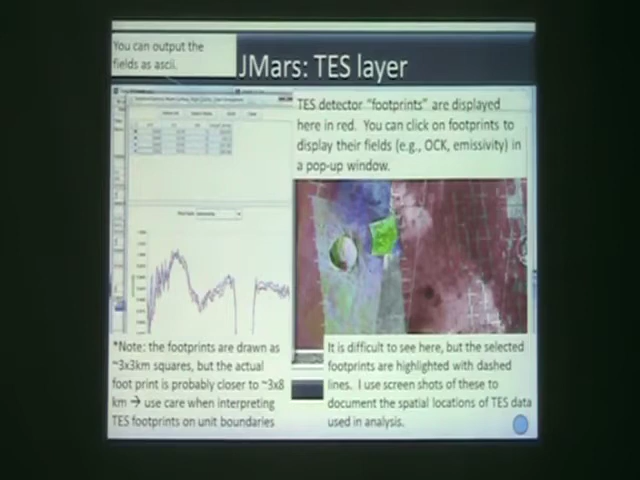 You can output the
fields as ascii.
JMars: TES layer
TES detector “footprints” are displayed
here in red. You can click on footprints to
display their fields (e.g., OCK, emissivity) in
a pop-up window.
*Note: the footprints are drawn as
~3x3km squares, but the actual
foot print is probably closer to ~3x8
km → use care when interpreting
TES footprints on unit boundaries
It is difficult to see here, but the selected
footprints are highlighted with dashed
lines. I use screen shots of these to
document the spatial locations of TES data
used in analysis.